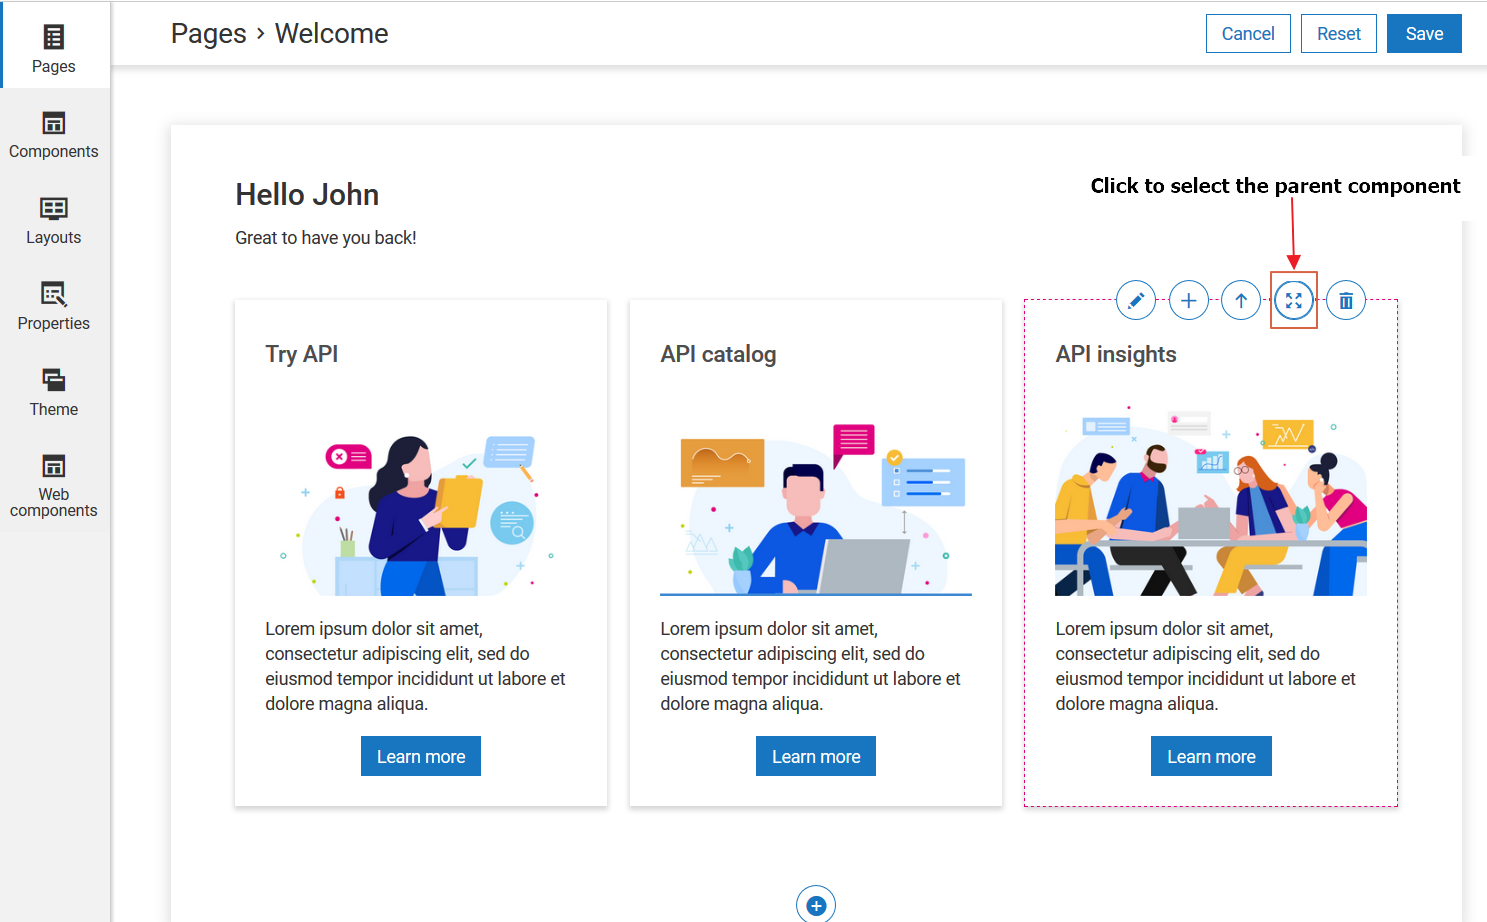 Pages
Components
Layouts
Properties
Theme
Web
components
Pages › Welcome
Cancel
Reset
Save
Hello John
Great to have you back!
Click to select the parent component
Try API
Lorem ipsum dolor sit amet,
consectetur adipiscing elit, sed do
eiusmod tempor incididunt ut labore et
dolore magna aliqua.
Learn more
API catalog
Lorem ipsum dolor sit amet,
consectetur adipiscing elit, sed do
eiusmod tempor incididunt ut labore et
dolore magna aliqua.
Learn more
API insights
Lorem ipsum dolor sit amet,
consectetur adipiscing elit, sed do
eiusmod tempor incididunt ut labore et
dolore magna aliqua.
Learn more